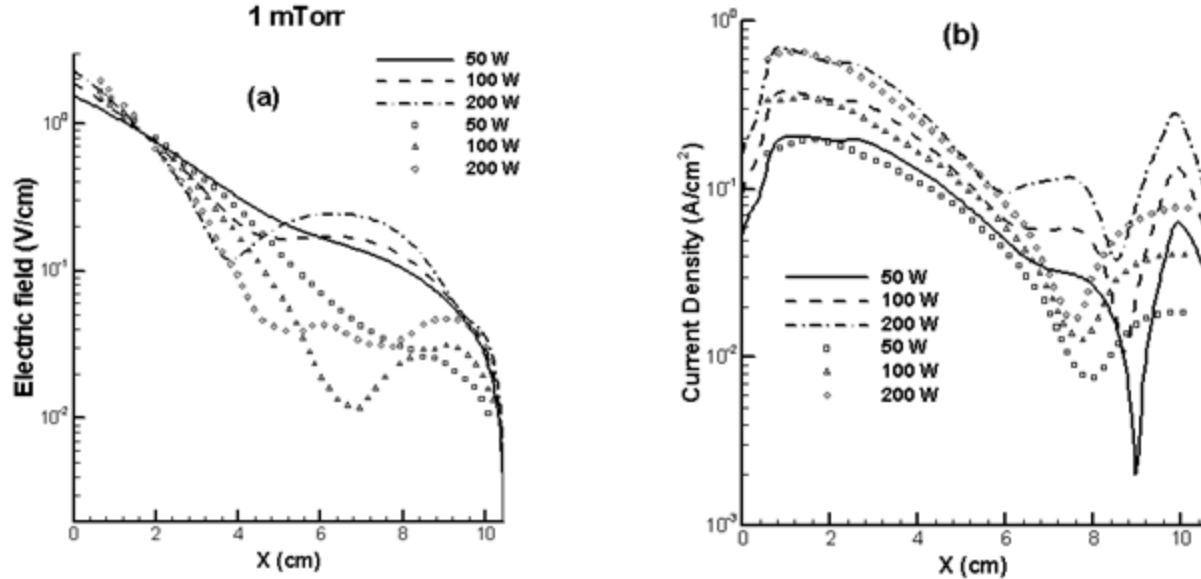 1 mTorr
(a)
50 W
100 W
200 W
50 W
100 W
200 W
Electric field (V/cm)
10⁰
10⁻¹
10⁻²
0 2 4 6 8 10
X (cm)
(b)
50 W
100 W
200 W
50 W
100 W
200 W
Current Density (A/cm²)
10⁰
10⁻¹
10⁻²
10⁻³
0 2 4 6 8 10
X (cm)